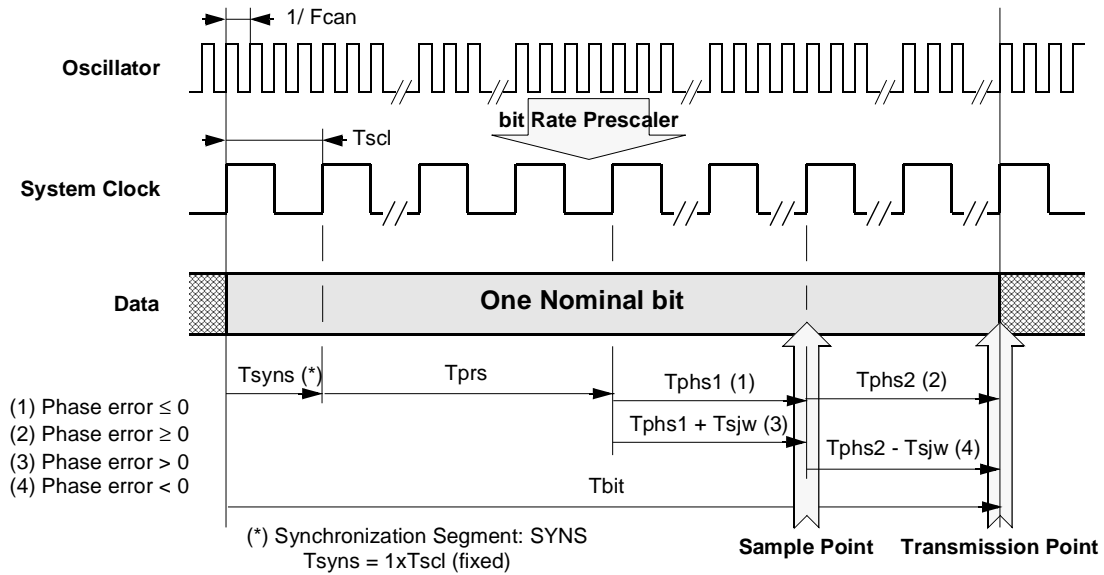 1/ Fcan
Oscillator
bit Rate Prescaler
Tscl
System Clock
Data
One Nominal bit
Tsyns (*)
Tprs
Tphs1 (1)
Tphs2 (2)
(1) Phase error ≤ 0
(2) Phase error ≥ 0
(3) Phase error > 0
(4) Phase error < 0
Tphs1 + Tsjw (3)
Tphs2 - Tsjw (4)
Tbit
(*) Synchronization Segment: SYNS
Tsyns = 1xTscl (fixed)
Sample Point
Transmission Point